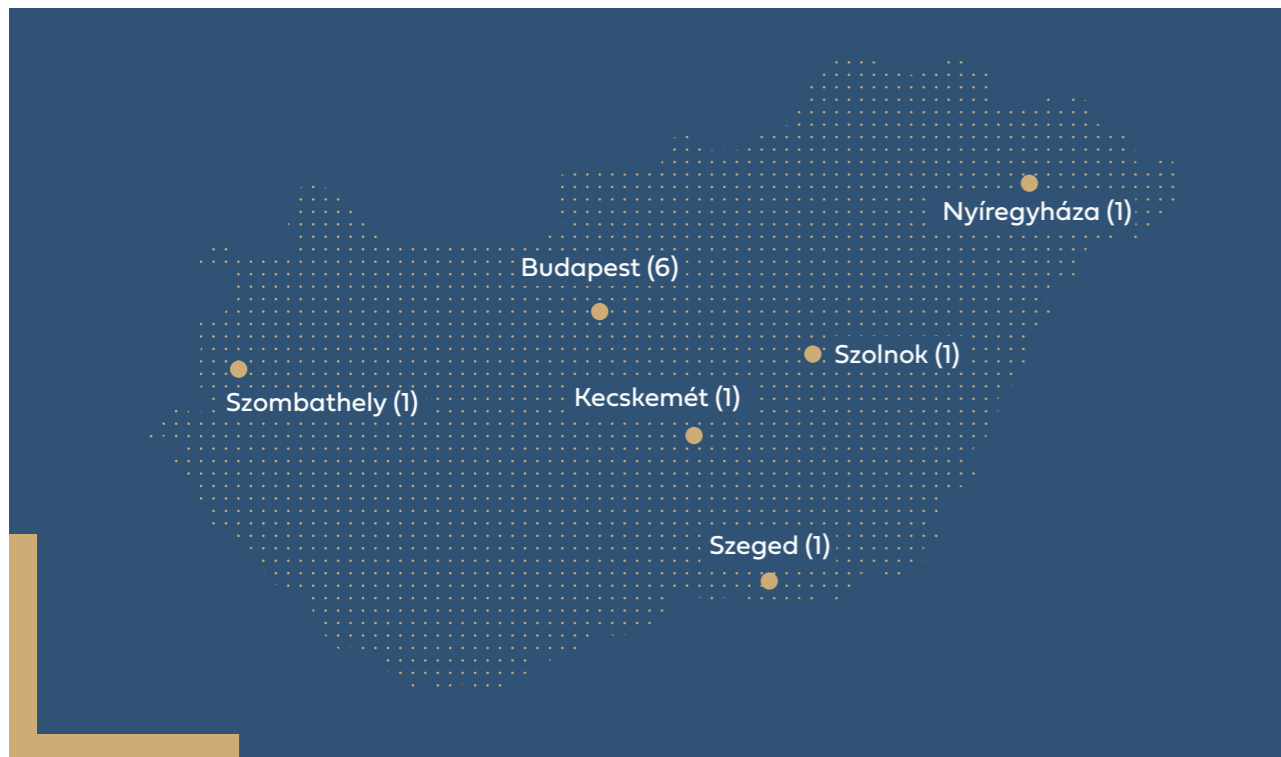 Nyíregyháza (1)
Budapest (6)
Szolnok (1)
Kecskemét (1)
Szombathely (1)
Szeged (1)